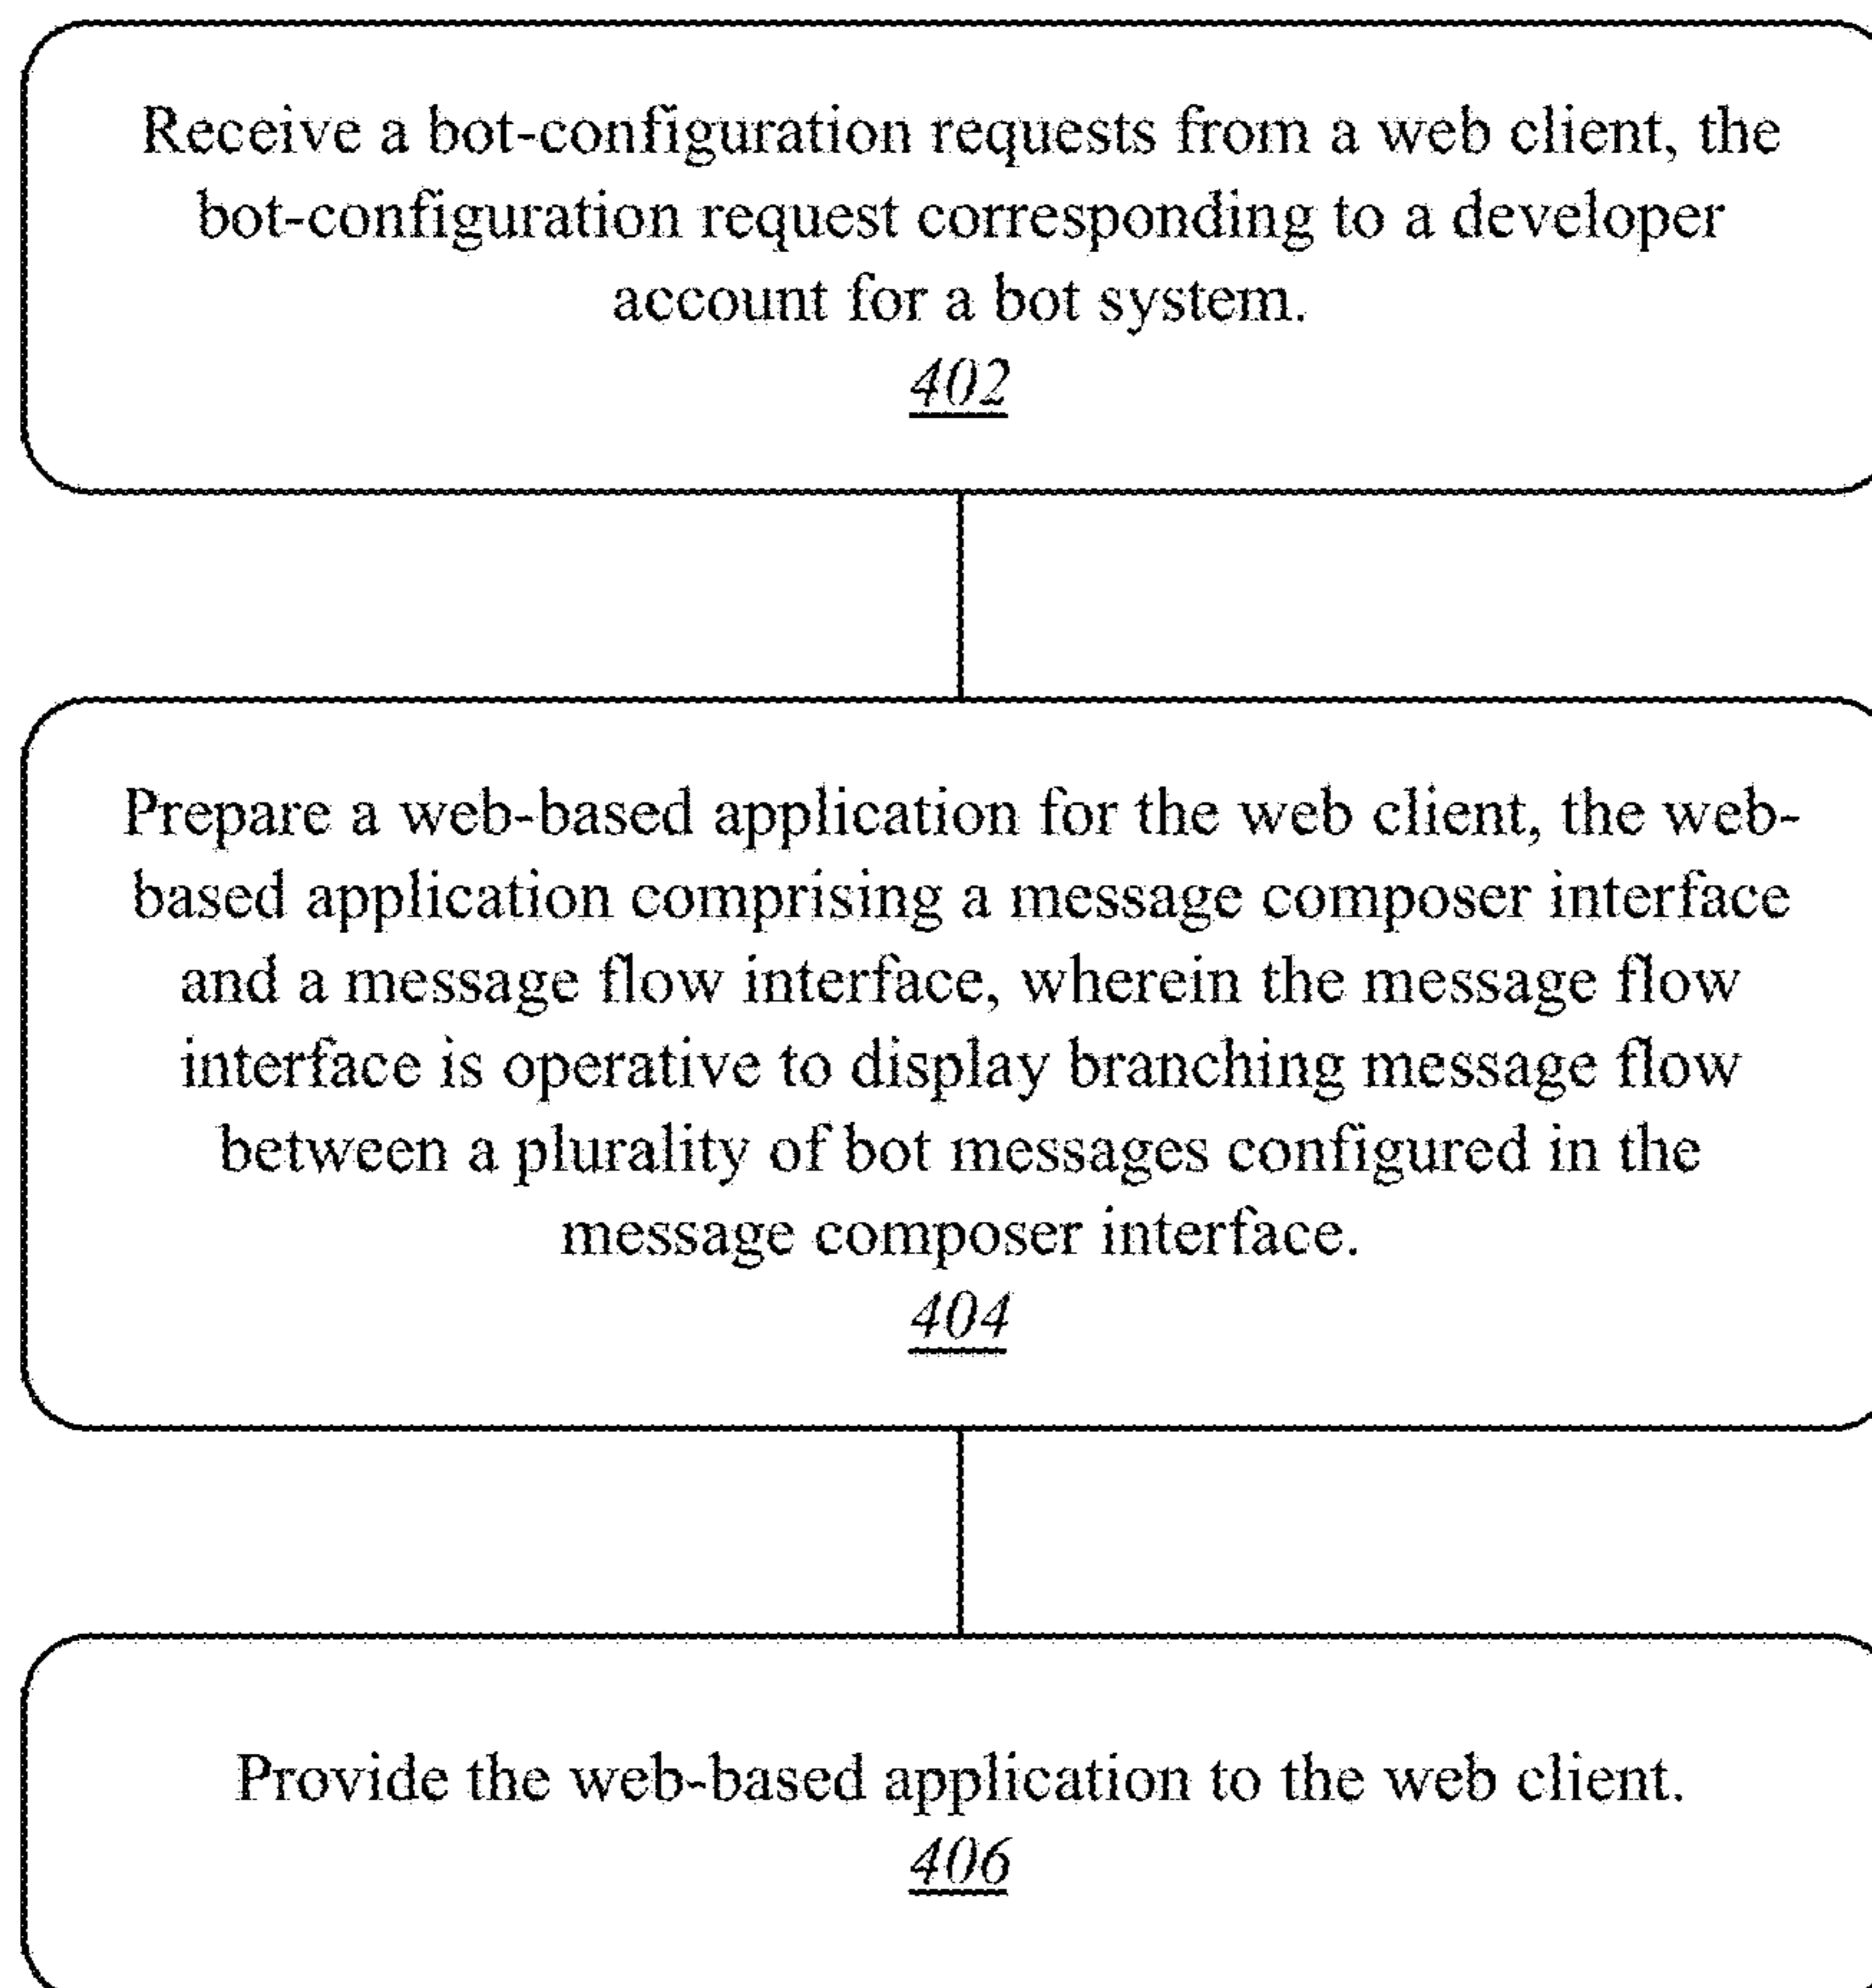 Receive a bot-configuration requests from a web client, the
bot-configuration request corresponding to a developer
account for a bot system.
402
Prepare a web-based application for the web client, the web-
based application comprising a message composer interface
and a message flow interface, wherein the message flow
interface is operative to display branching message flow
between a plurality of bot messages configured in the
message composer interface.
404
Provide the web-based application to the web client.
406